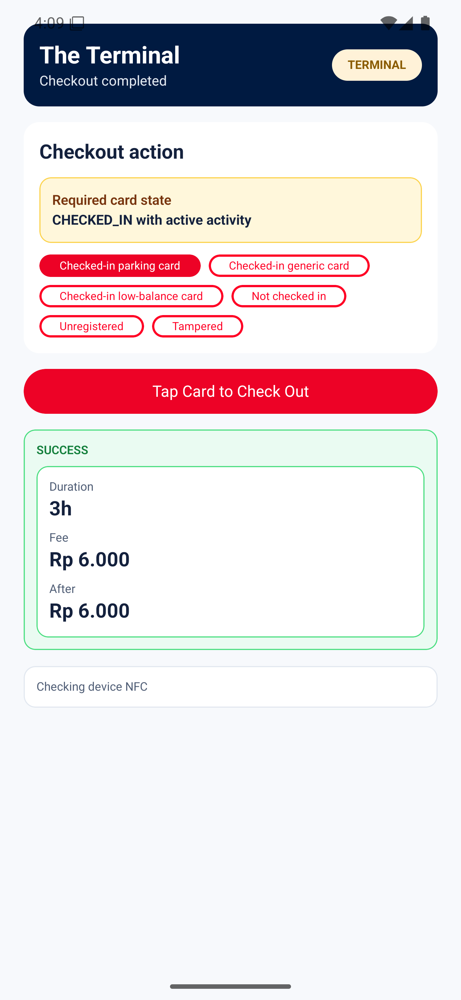 4:09
The Terminal
Checkout completed
TERMINAL
Checkout action
Required card state
CHECKED_IN with active activity
Checked-in parking card
Checked-in generic card
Checked-in low-balance card
Not checked in
Unregistered
Tampered
Tap Card to Check Out
SUCCESS
Duration
3h
Fee
Rp 6.000
After
Rp 6.000
Checking device NFC